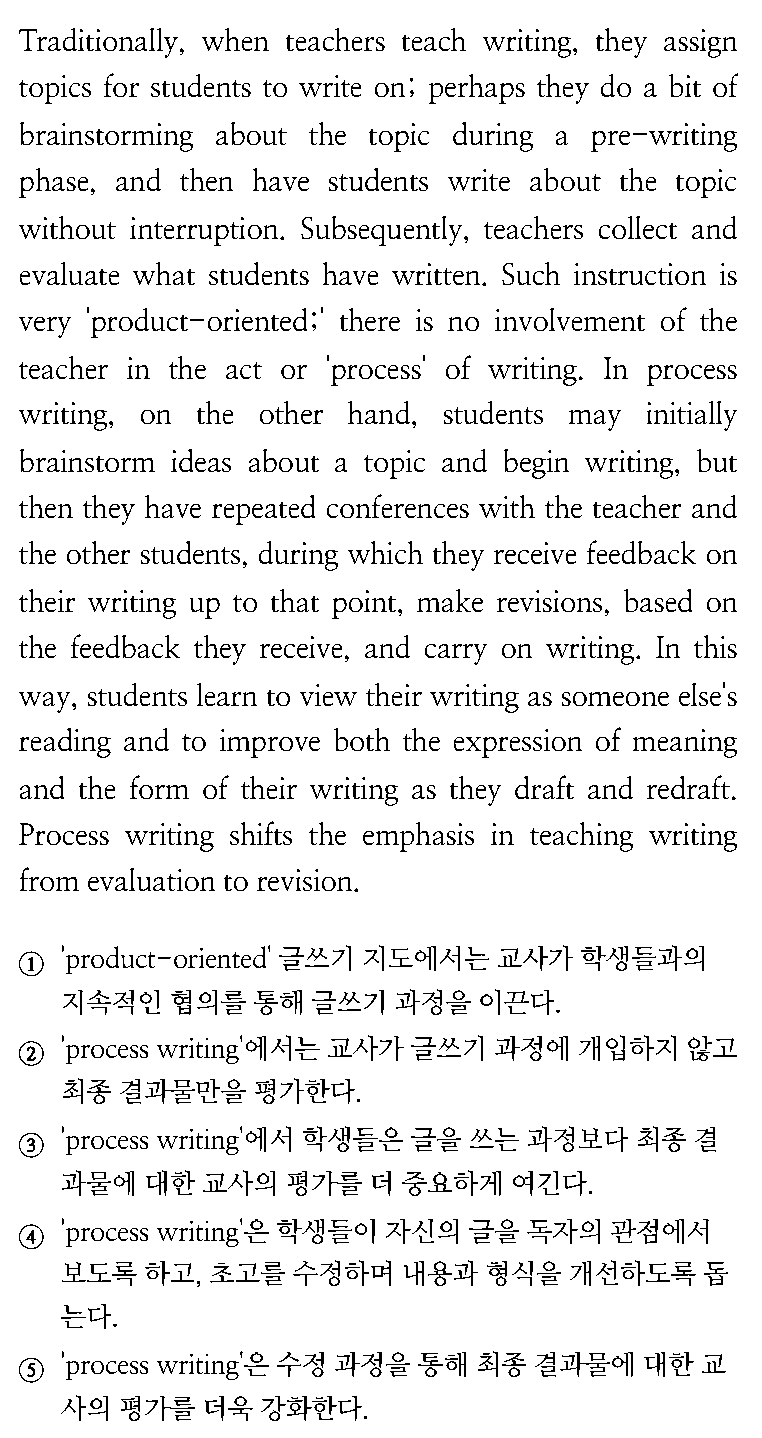 Traditionally, when teachers teach writing, they assign
topics for students to write on; perhaps they do a bit of
brainstorming about the topic during a pre-writing
phase, and then have students write about the topic
without interruption. Subsequently, teachers collect and
evaluate what students have written. Such instruction is
very 'product-oriented;' there is no involvement of the
teacher in the act or 'process' of writing. In process
writing, on the other hand, students may initially
brainstorm ideas about a topic and begin writing, but
then they have repeated conferences with the teacher and
the other students, during which they receive feedback on
their writing up to that point, make revisions, based on
the feedback they receive, and carry on writing. In this
way, students learn to view their writing as someone else's
reading and to improve both the expression of meaning
and the form of their writing as they draft and redraft.
Process writing shifts the emphasis in teaching writing
from evaluation to revision.
① 'product-oriented' 글쓰기 지도에서는 교사가 학생들과의
지속적인 협의를 통해 글쓰기 과정을 이끈다.
② 'process writing'에서는 교사가 글쓰기 과정에 개입하지 않고
최종 결과물만을 평가한다.
③ 'process writing'에서 학생들은 글을 쓰는 과정보다 최종 결
과물에 대한 교사의 평가를 더 중요하게 여긴다.
④ 'process writing'은 학생들이 자신의 글을 독자의 관점에서
보도록 하고, 초고를 수정하며 내용과 형식을 개선하도록 돕
는다.
⑤ 'process writing'은 수정 과정을 통해 최종 결과물에 대한 교
사의 평가를 더욱 강화한다.